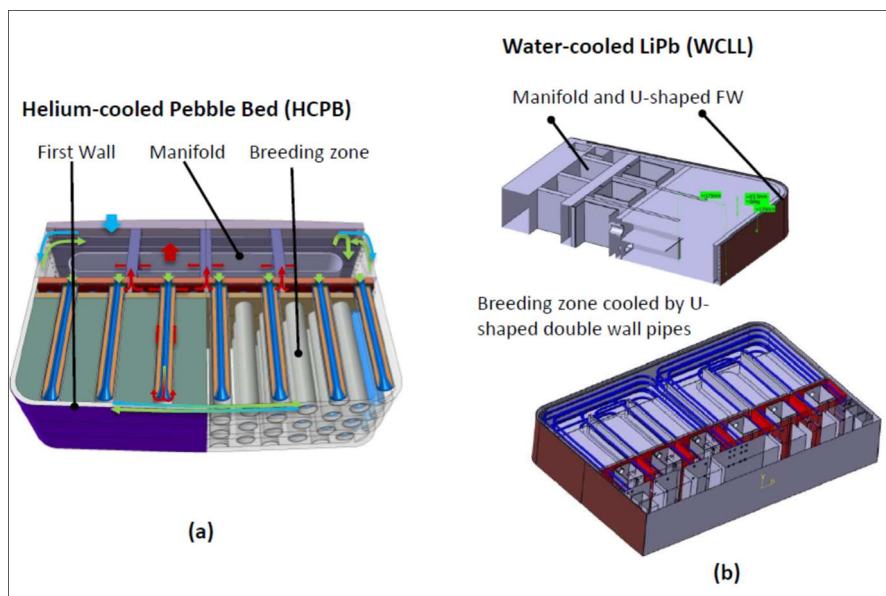 Water-cooled LiPb (WCLL)
Helium-cooled Pebble Bed (HCPB)
Manifold and U-shaped FW
First Wall
Manifold
Breeding zone
Breeding zone cooled by U-
shaped double wall pipes
(a)
(b)